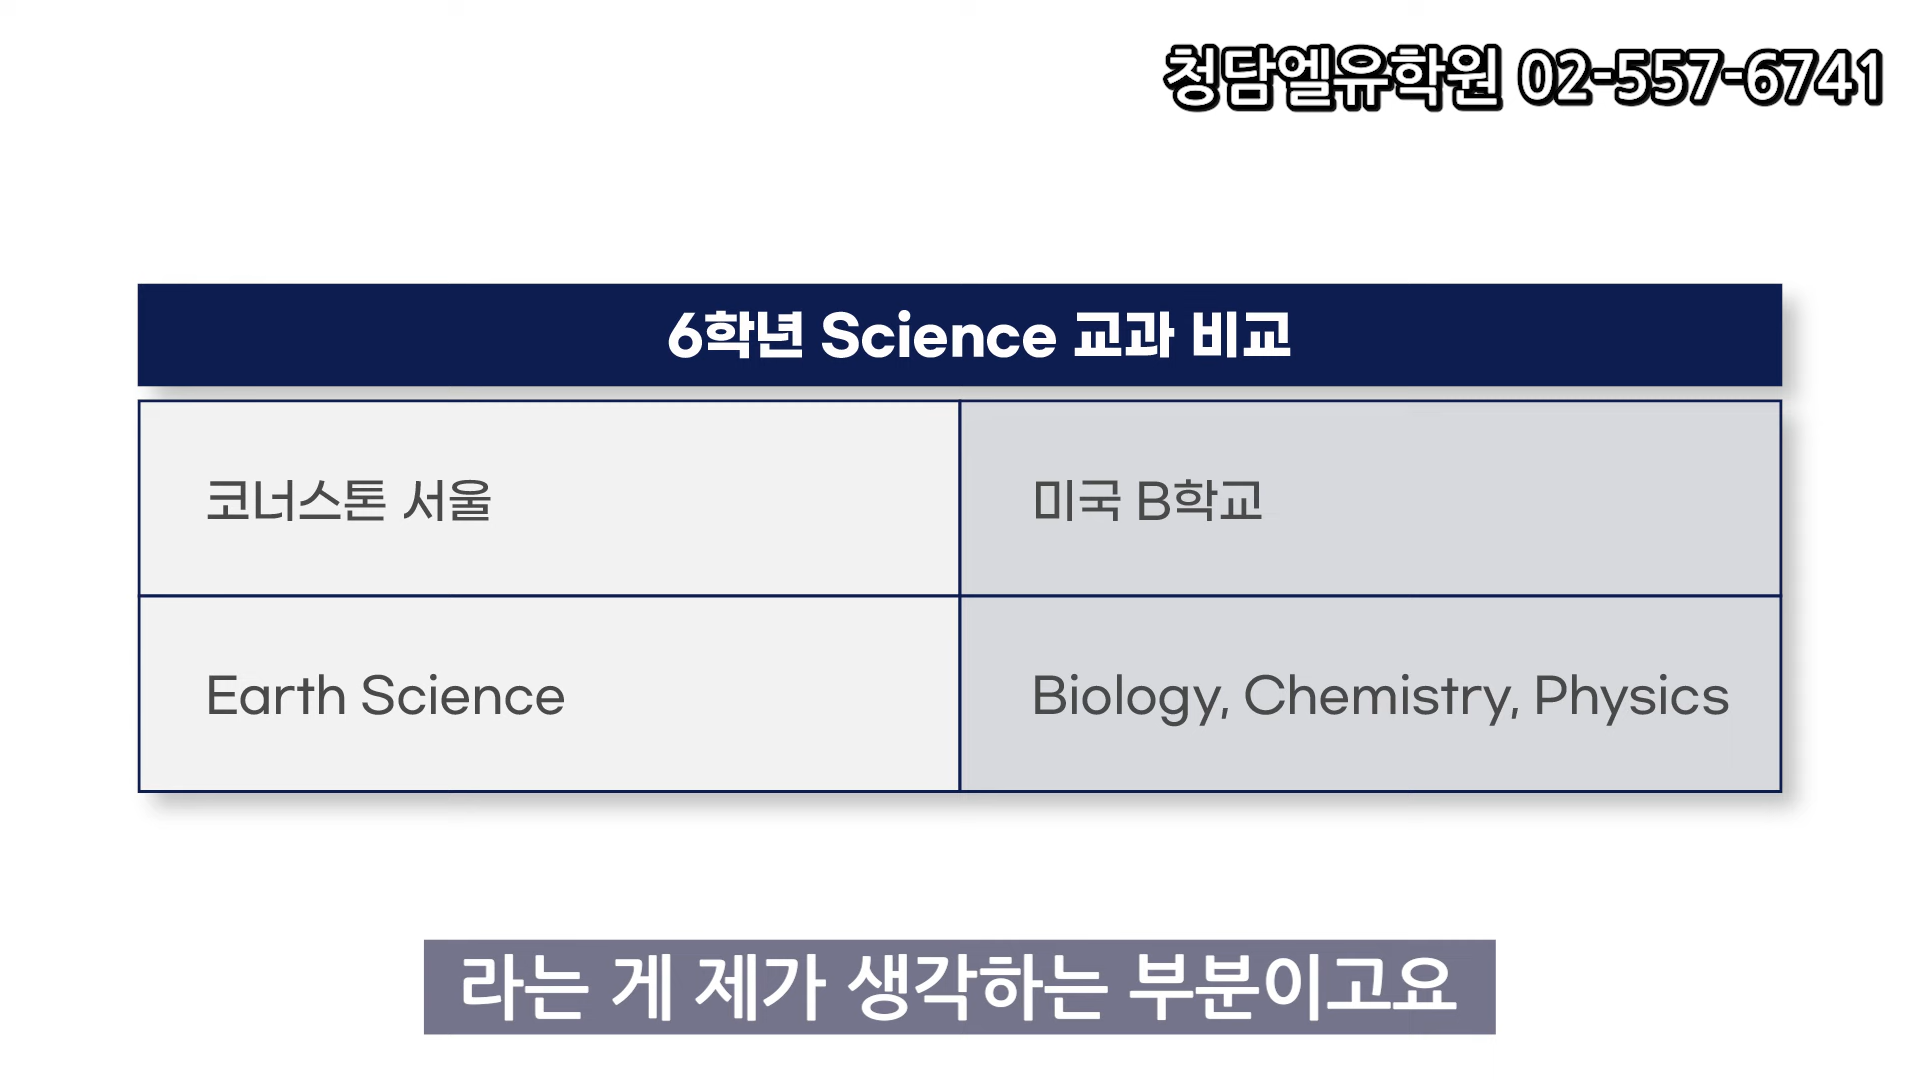 청담엘유학원 02-557-6741
6학년 Science 교과 비교
코너스톤 서울
미국 B학교
Earth Science
Biology, Chemistry, Physics
라는 게 제가 생각하는 부분이고요